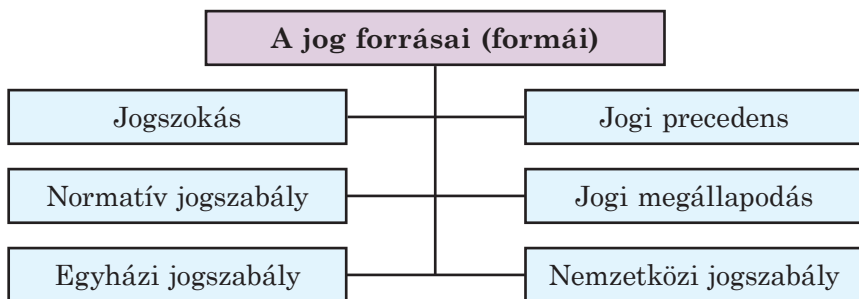 A jog forrásai (formái)
Jogszokás
Jogi precedens
Normatív jogszabály
Jogi megállapodás
Egyházi jogszabály
Nemzetközi jogszabály